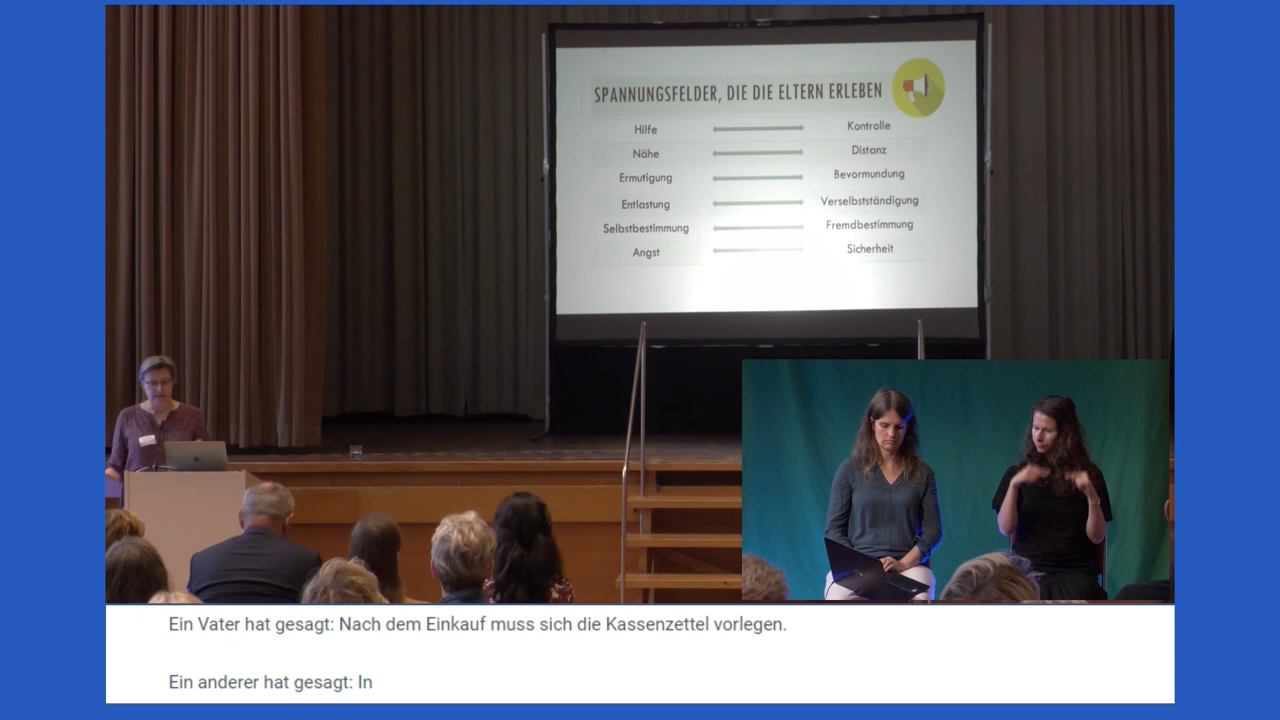 SPANNUNGSFELDER, DIE DIE ELTERN ERLEBEN
Hilfe Kontrolle
Nähe Distanz
Ermutigung Bevormundung
Entlastung Verselbstständigung
Selbstbestimmung Fremdbestimmung
Angst Sicherheit
Ein Vater hat gesagt: Nach dem Einkauf muss sich die Kassenzettel vorlegen.
Ein anderer hat gesagt: In